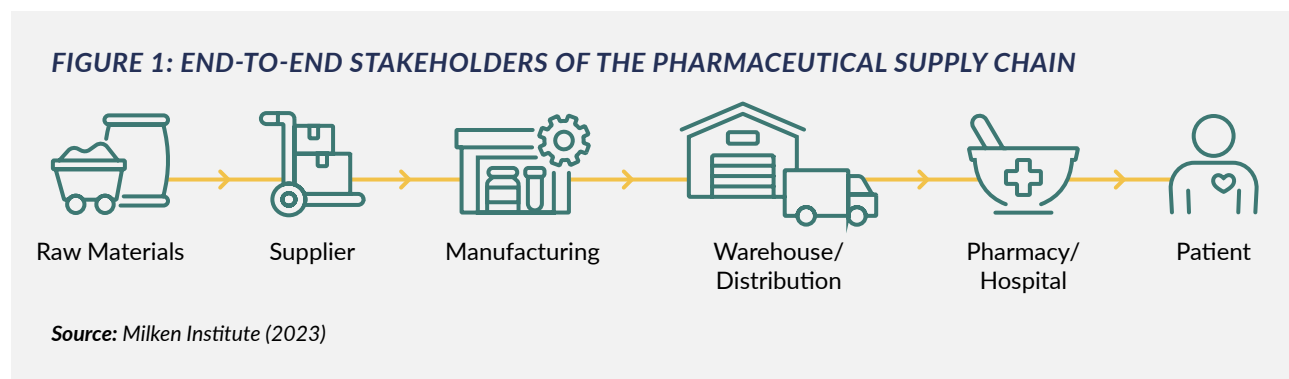 FIGURE 1: END-TO-END STAKEHOLDERS OF THE PHARMACEUTICAL SUPPLY CHAIN
Raw Materials
Supplier
Manufacturing
Warehouse/
Distribution
Pharmacy/
Hospital
Patient
Source: Milken Institute (2023)